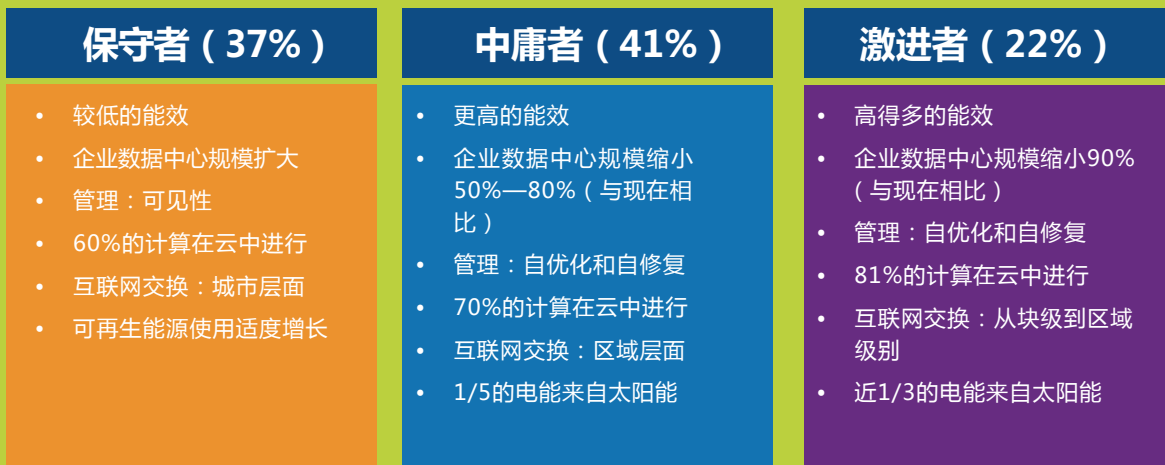 保守者（37%）
• 较低的能效
• 企业数据中心规模扩大
• 管理：可见性
• 60%的计算在云中进行
• 互联网交换：城市层面
• 可再生能源使用适度增长
中庸者（41%）
• 更高的能效
• 企业数据中心规模缩小
50%—80%（与现在相
比）
• 管理：自优化和自修复
• 70%的计算在云中进行
• 互联网交换：区域层面
• 1/5的电能来自太阳能
激进者（22%）
• 高得多的能效
• 企业数据中心规模缩小90%
（与现在相比）
• 管理：自优化和自修复
• 81%的计算在云中进行
• 互联网交换：从块级到区域
级别
• 近1/3的电能来自太阳能